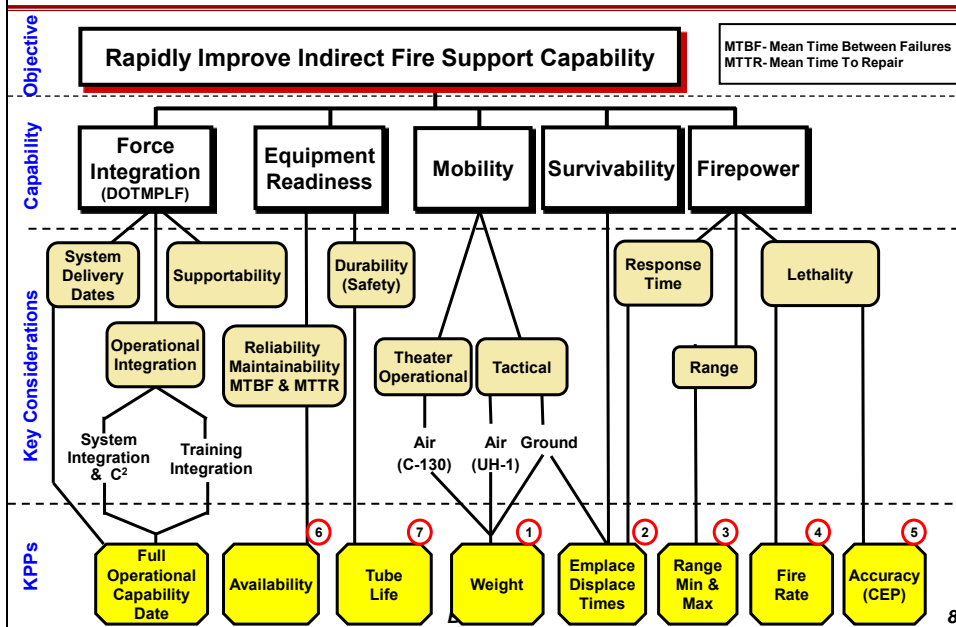 Objective
Rapidly Improve Indirect Fire Support Capability
MTBF- Mean Time Between Failures
MTTR- Mean Time To Repair
Capability
Force
Integration
(DOTMPLF)
Equipment
Readiness
Mobility
Survivability
Firepower
Key Considerations
System
Delivery
Dates
Supportability
Durability
(Safety)
Response
Time
Lethality
Operational
Integration
Reliability
Maintainability
MTBF & MTTR
Theater
Operational
Tactical
Range
System
Integration
& C²
Training
Integration
Air
(C-130)
Air
(UH-1)
Ground
KPPs
Full
Operational
Capability
Date
6
Availability
7
Tube
Life
1
Weight
2
Emplace
Displace
Times
3
Range
Min &
Max
4
Fire
Rate
5
Accuracy
(CEP)
8